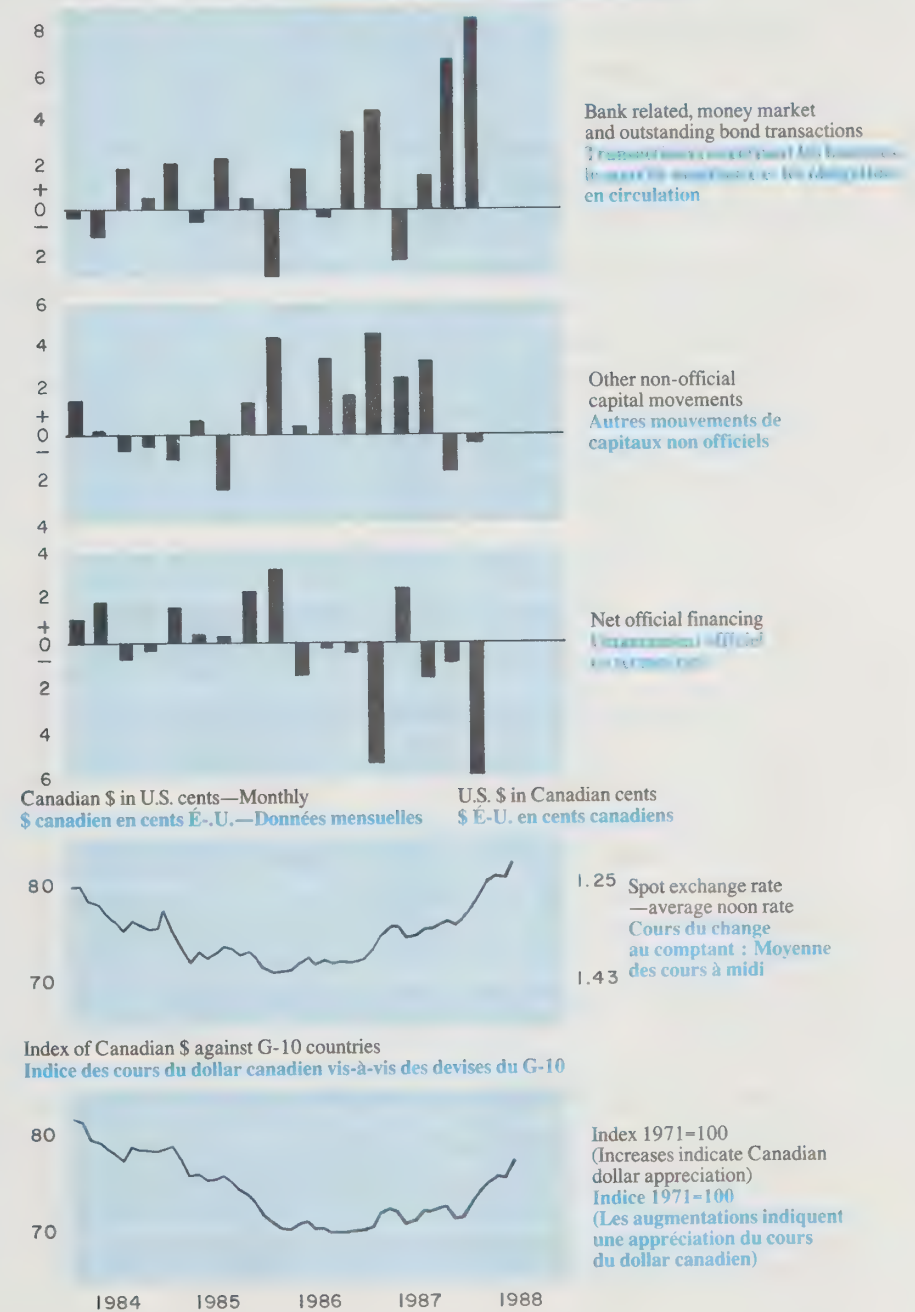 8
6
4
2
+
0
—
2
Bank related, money market
and outstanding bond transactions
en circulation
6
4
2
+
0
—
2
4
Other non-official
capital movements
Autres mouvements de
capitaux non officiels
4
2
+
0
—
2
4
6
Net official financing
officiel
Canadian $ in U.S. cents—Monthly
$ canadien en cents É-.U.—Données mensuelles
U.S. $ in Canadian cents
$ É-U. en cents canadiens
80
70
1.25
1.43
Spot exchange rate
—average noon rate
Cours du change
au comptant : Moyenne
des cours à midi
Index of Canadian $ against G-10 countries
Indice des cours du dollar canadien vis-à-vis des devises du G-10
80
70
Index 1971=100
(Increases indicate Canadian
dollar appreciation)
Indice 1971=100
(Les augmentations indiquent
une appréciation du cours
du dollar canadien)
1984 1985 1986 1987 1988